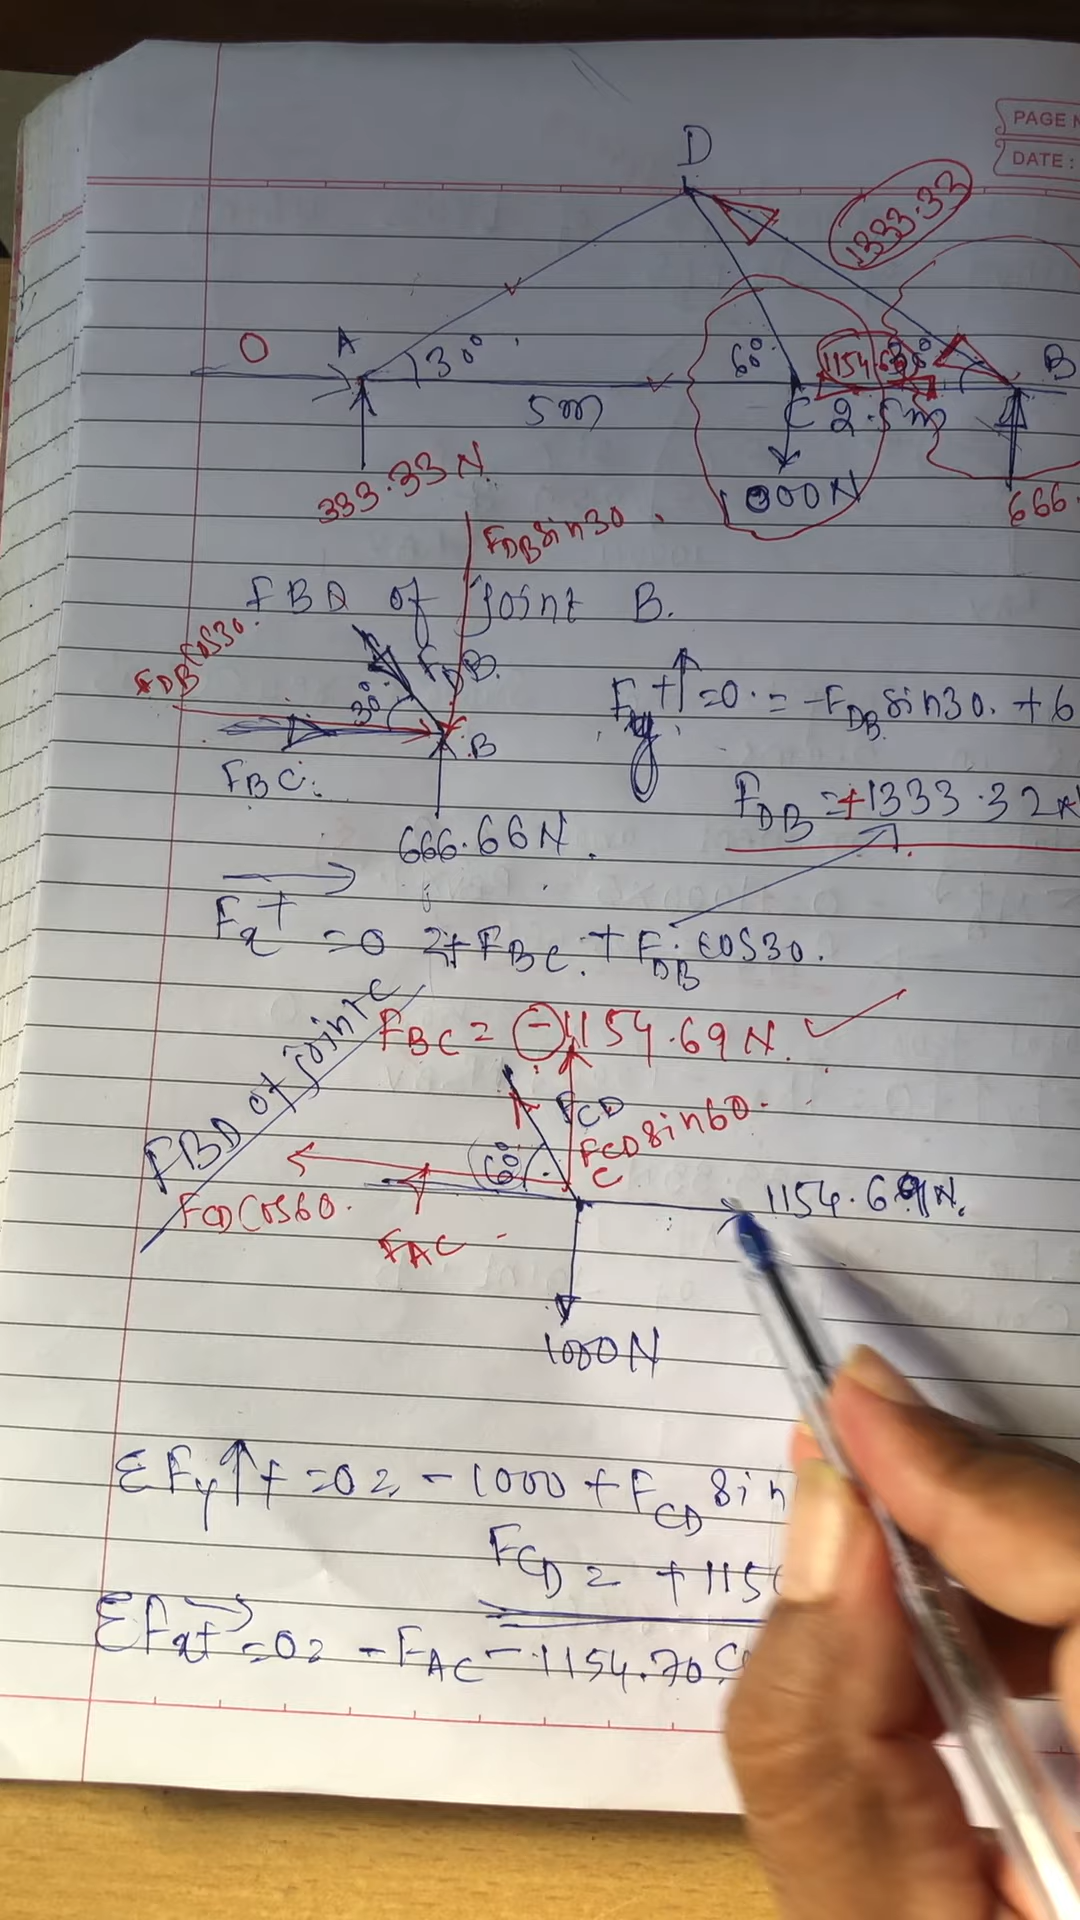 PAGE N
DATE:
D
1333.33
O
A
30°
60°
1154.69
30°
B
5m
C 2.5m
333.33 N
1000N
666.
FDB sin30
FBD of Joint B.
FDB cos30.
FDB.
30°
B
FBC.
666.66N.
Fy + ↑ =0. = -FDB sin30. + 6
FDB = +1333.32 N
Fx + → =0 = + FBC. + FDB cos30.
FBC = -1154.69 N. ✓
FBD of joint C
FCD
FCD sin60.
60°
C
FCD cos60.
FAC
1154.69N.
1000N
ΣFy ↑ + =0 = -1000 + FCD sin
FCD = +115
ΣFx+ → =0 = -FAC - 1154.70 C